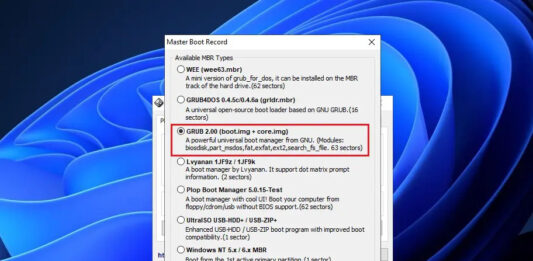 Master Boot Record
Available MBR Types
WEE (wee63.mbr)
A mini version of grub_for_dos, it can be installed on the MBR
track of the hard drive.(62 sectors)
GRUB4DOS 0.4.5c/0.4.6a (grldr.mbr)
A universal open-source boot loader based on GNU GRUB.(16
sectors)
GRUB 2.00 (boot.img + core.img)
A powerful universal boot manager from GNU. (Modules:
biosdisk,part_msdos,fat,exfat,ext2,search_fs_file. 63 sectors)
Lvyanan 1JF9z / 1JF9k
A boot manager by Lvyanan. It support dot matrix prompt
information. (2 sectors)
Plop Boot Manager 5.0.15-Test
A boot manager with cool UI! Boot your computer from
floppy/cdrom/usb without BIOS support.(62 sectors)
UltraISO USB-HDD+ / USB-ZIP+
Enhanced USB-HDD / USB-ZIP boot program with improved boot
compatibility.(1 sector)
Windows NT 5.x / 6.x MBR
Boot form the 1st active primary partition.(1 sector)